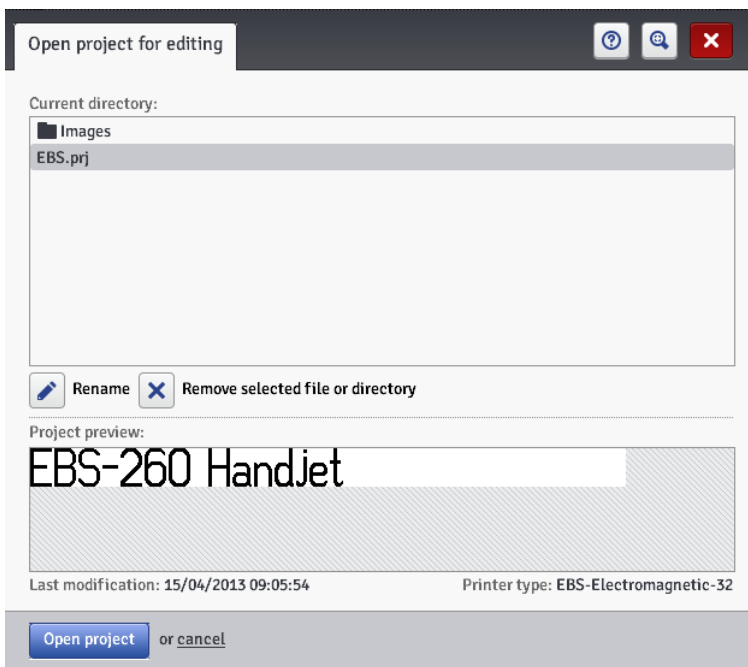 Open project for editing
Current directory:
Images
EBS.prj
Rename Remove selected file or directory
Project preview:
EBS-260 Handjet
Last modification: 15/04/2013 09:05:54 Printer type: EBS-Electromagnetic-32
Open project or cancel